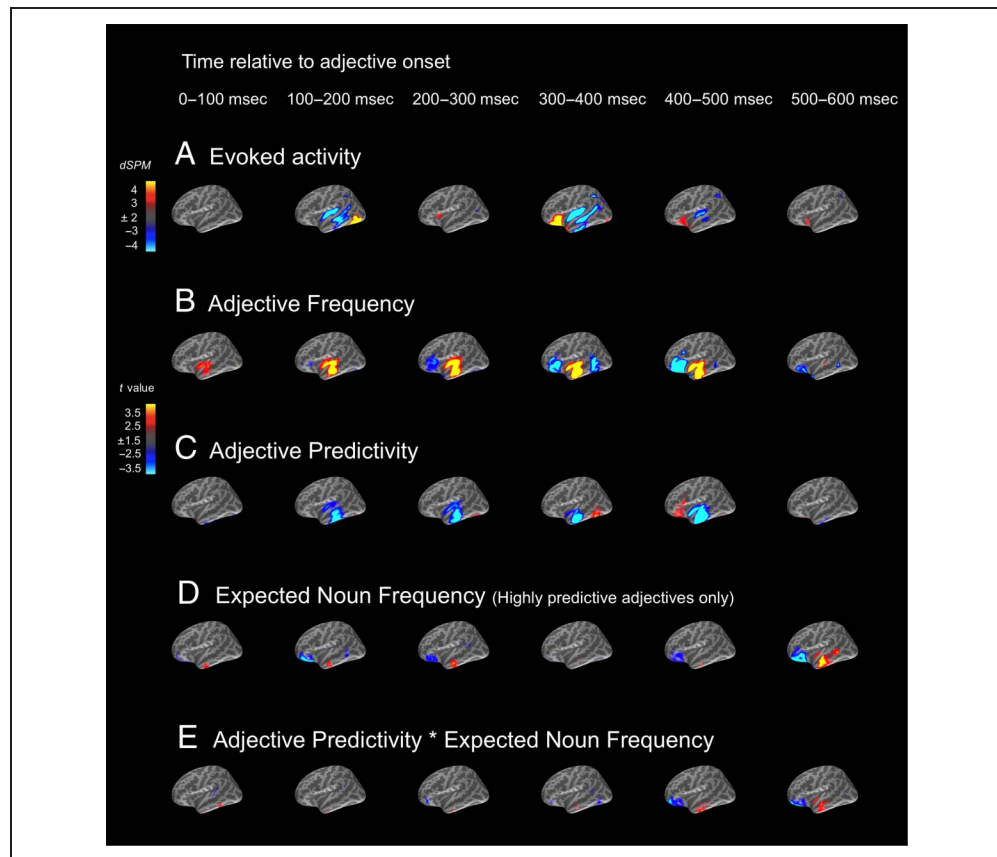 Time relative to adjective onset
0–100 msec 100–200 msec 200–300 msec 300–400 msec 400–500 msec 500–600 msec
A Evoked activity
dSPM
4
3
± 2
−3
−4
B Adjective Frequency
t value
3.5
2.5
±1.5
−2.5
−3.5
C Adjective Predictivity
D Expected Noun Frequency (Highly predictive adjectives only)
E Adjective Predictivity * Expected Noun Frequency